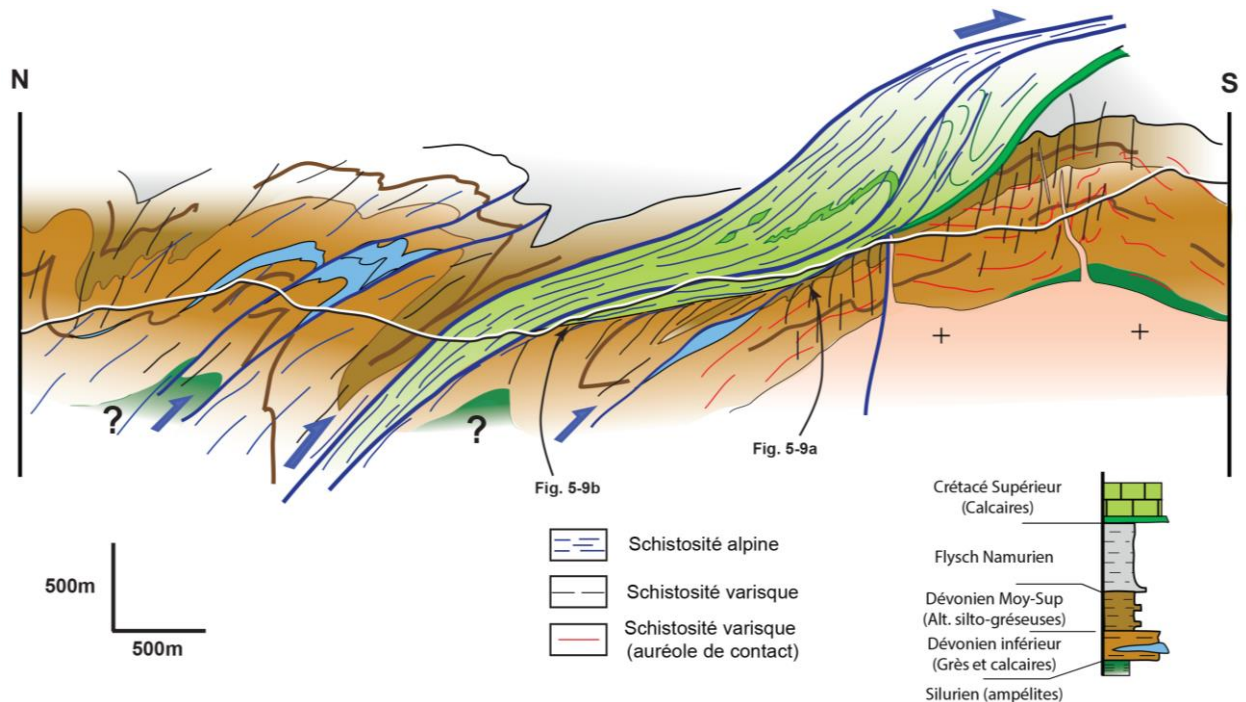 N
S
?
?
Fig. 5-9a
Fig. 5-9b
500m
500m
Schistosité alpine
Schistosité varisque
Schistosité varisque
(auréole de contact)
Crétacé Supérieur
(Calcaires)
Flysch Namurien
Dévonien Moy-Sup
(Alt. silto-gréseuses)
Dévonien inférieur
(Grès et calcaires)
Silurien (ampélites)